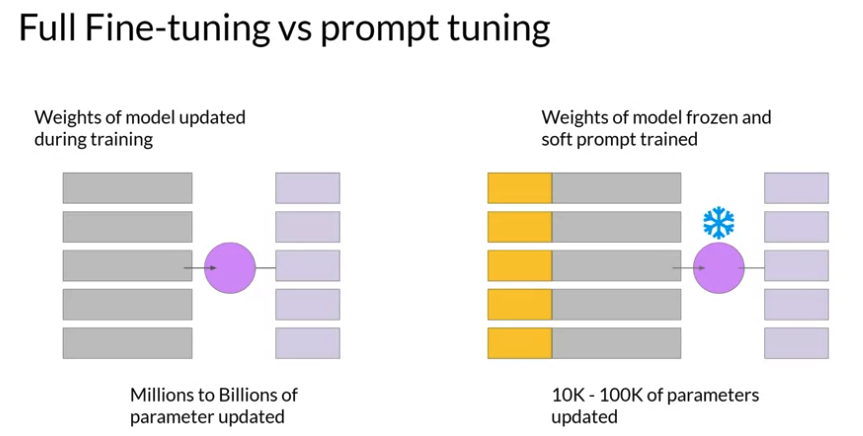 Full Fine-tuning vs prompt tuning
Weights of model updated
during training
Weights of model frozen and
soft prompt trained
Millions to Billions of
parameter updated
10K - 100K of parameters
updated